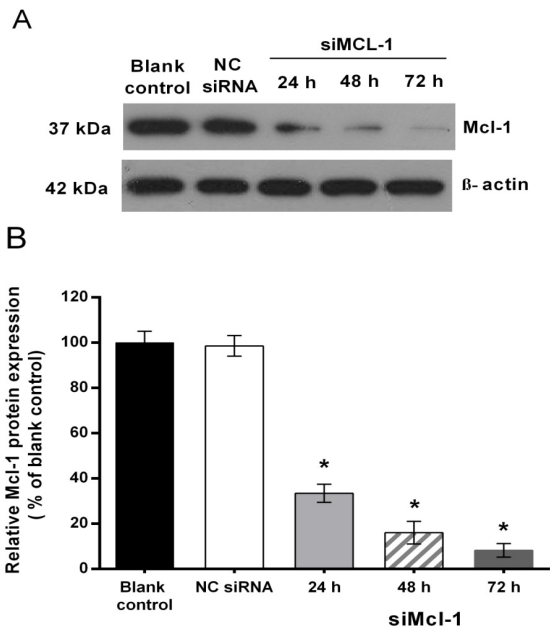 A
siMCL-1
Blank control
NC siRNA
24 h 48 h 72 h
37 kDa Mcl-1
42 kDa ß- actin
B
Relative Mcl-1 protein expression
( % of blank control)
120
100
80
60
40
20
0
*
*
*
Blank control
NC siRNA
24 h
48 h
72 h
siMcl-1